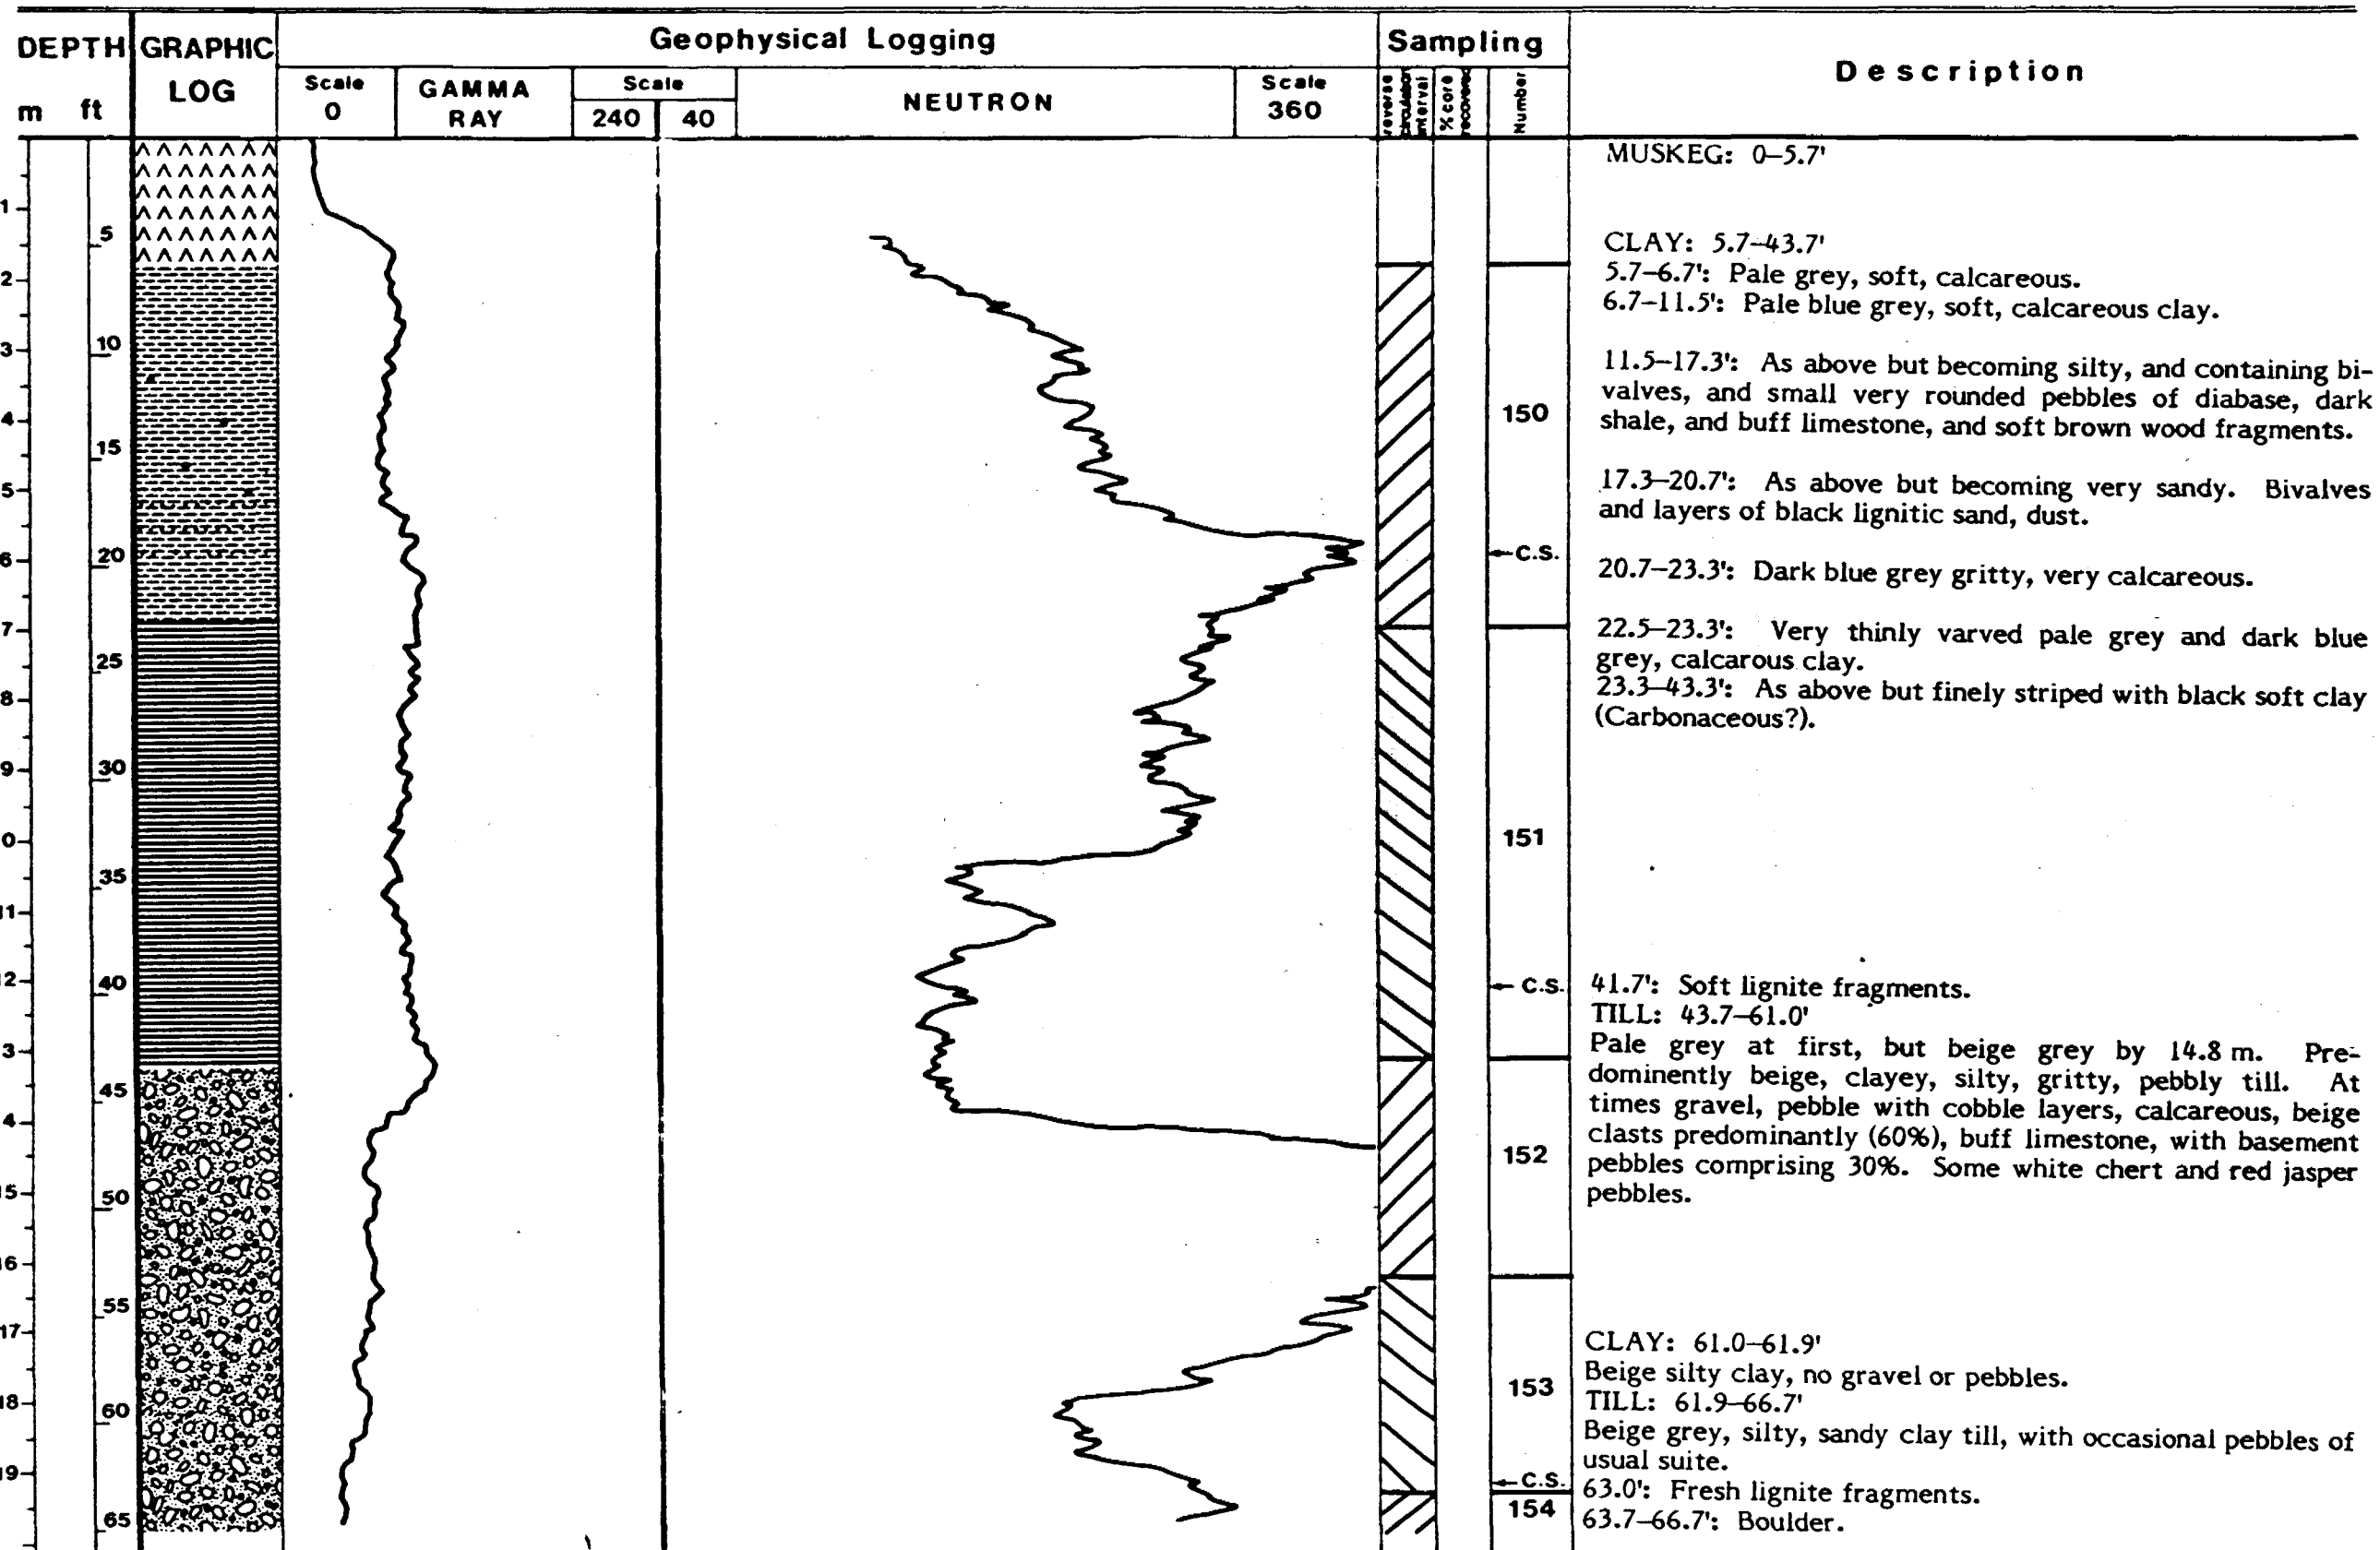 DEPTH
m ft
GRAPHIC
LOG
Geophysical Logging
Scale
0
GAMMA
RAY
Scale
240 40
NEUTRON
Scale
360
Sampling
reverse
circulation
interval
% core
recovered
Number
Description
1
2
3
4
5
6
7
8
9
0
11
12
13
14
15
16
17
18
19
5
10
15
20
25
30
35
40
45
50
55
60
65
150
C.S.
151
C.S.
152
153
C.S.
154
MUSKEG: 0–5.7'
CLAY: 5.7–43.7'
5.7–6.7': Pale grey, soft, calcareous.
6.7–11.5': Pale blue grey, soft, calcareous clay.
11.5–17.3': As above but becoming silty, and containing bi-
valves, and small very rounded pebbles of diabase, dark
shale, and buff limestone, and soft brown wood fragments.
17.3–20.7': As above but becoming very sandy. Bivalves
and layers of black lignitic sand, dust.
20.7–23.3': Dark blue grey gritty, very calcareous.
22.5–23.3': Very thinly varved pale grey and dark blue
grey, calcarous clay.
23.3–43.3': As above but finely striped with black soft clay
(Carbonaceous?).
41.7': Soft lignite fragments.
TILL: 43.7–61.0'
Pale grey at first, but beige grey by 14.8 m. Pre-
dominently beige, clayey, silty, gritty, pebbly till. At
times gravel, pebble with cobble layers, calcareous, beige
clasts predominantly (60%), buff limestone, with basement
pebbles comprising 30%. Some white chert and red jasper
pebbles.
CLAY: 61.0–61.9'
Beige silty clay, no gravel or pebbles.
TILL: 61.9–66.7'
Beige grey, silty, sandy clay till, with occasional pebbles of
usual suite.
63.0': Fresh lignite fragments.
63.7–66.7': Boulder.